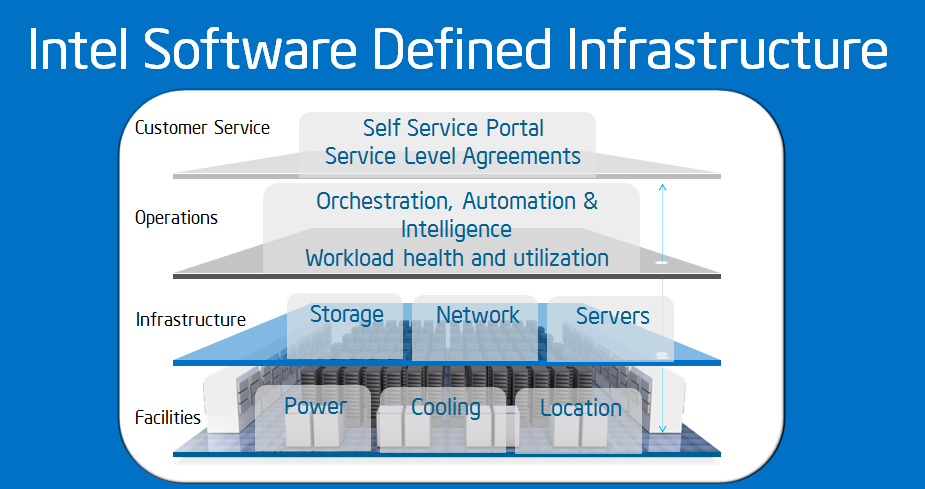 Intel Software Defined Infrastructure
Customer Service
Self Service Portal
Service Level Agreements
Operations
Orchestration, Automation &
Intelligence
Workload health and utilization
Infrastructure
Storage
Network
Servers
Facilities
Power
Cooling
Location